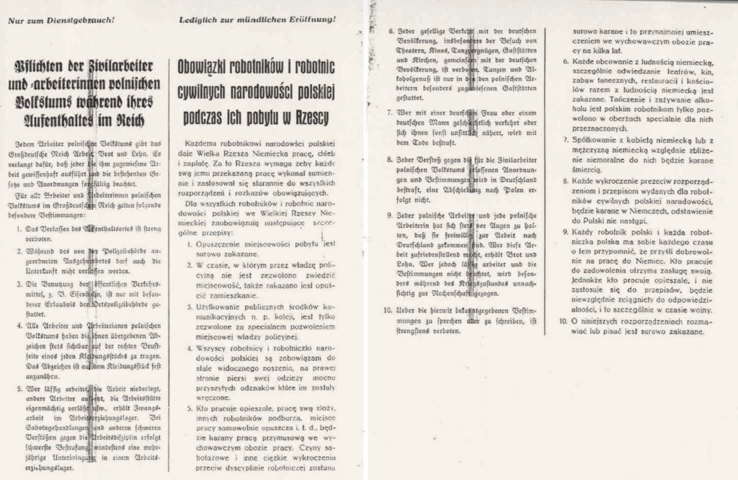 Nur zum Dienstgebrauch!
Lediglich zur mündlichen Eröffnung!
Pflichten der Zivilarbeiter
und arbeiterinnen polnischen
Volkstums während ihres
Aufenthaltes im Reich
Jedem Arbeiter polnischen Volkstums gibt das
Großdeutsche Reich Arbeit, Brot und Lohn. Es
verlangt dafür, daß jeder die ihm zugewiesene Ar-
beit gewissenhaft ausführt und die bestehenden Ge-
setze und Anordnungen sorgfältig beachtet.
Für alle Arbeiter und Arbeiterinnen polnischen
Volkstums im Großdeutschen Reich gelten folgende
besondere Bestimmungen:
1. Das Verlassen des Aufenthaltsortes ist streng
verboten.
2. Während des von der Polizeibehörde an-
geordneten Ausgehverbotes darf auch die
Unterkunft nicht verlassen werden.
3. Die Benutzung der öffentlichen Verkehrs-
mittel, z. B. Eisenbahn, ist nur mit beson-
derer Erlaubnis der Ortspolizeibehörde ge-
stattet.
4. Alle Arbeiter und Arbeiterinnen polnischen
Volkstums haben die ihnen übergebenen Ab-
zeichen stets sichtbar auf der rechten Brust-
seite eines jeden Kleidungsstückes zu tragen.
Das Abzeichen ist auf dem Kleidungsstück fest
anzunähen.
5. Wer lässig arbeitet, die Arbeit niederlegt,
andere Arbeiter aufhetzt, die Arbeitsstätte
eigenmächtig verläßt usw., erhält Zwangs-
arbeit im Arbeitserziehungslager. Bei
Sabotagehandlungen und anderen schweren
Verstößen gegen die Arbeitsdisziplin erfolgt
schwerste Bestrafung, mindestens eine mehr-
jährige Unterbringung in einem Arbeits-
erziehungslager.
Obowiązki robotników i robotnic
cywilnych narodowości polskiej
podczas ich pobytu w Rzescy
Każdemu robotnikowi narodowości polskiej
daje Wielka Rzesza Niemiecka pracę, chleb
i zapłatę. Za to Rzesza wymaga żeby każdy
swą jemu przekazaną pracę wykonał sumien-
nie i zastosował się starannie do wszystkich
rozporządzeń i rozkazów obowiązujących.
Dla wszystkich robotników i robotnic naro-
dowości polskiej we Wielkiej Rzeszy Nie-
mieckiej znobowiązują następujące szcze-
gólne przepisy:
1. Opuszczenie miejscowości pobytu jest
surowo zakazane.
2. W czasie, w którym przez władzę poli-
cyjną nie jest zezwolono zwiedzić
miejscowość, także zakazano jest opuś-
cić zamieszkanie.
3. Użytkowanie publicznych środków ko-
munikacyjnych n. p. kolei, jest tylko
zezwolone za specialnem pozwoleniem
miejscowej władzy policyjnej.
4. Wszyscy robotnicy i robotniczki naro-
dowości polskiej są zobowiązani do
stale widocznego noszenia, na prawej
stronie piersi swej odzieży mocno
przyszytych odznaków które im zostały
wręczone.
5. Kto pracuje opieszale, pracę swą złoży,
innych robotników podburza, miejsce
pracy samowolnie opuszcza i. t. d., będ-
zie karany pracą przymusową we wy-
chowawczym obozie pracy. Czyny sa-
botażowe i inne ciężkie wykroczenia
przeciw dyscyplinie robotniczej zostaną
6. Jeder gesellige Verkehr mit der deutschen
Bevölkerung, insbesondere der Besuch von
Theatern, Kinos, Tanzvergnügen, Gaststätten
und Kirchen, gemeinsam mit der deutschen
Bevölkerung, ist verboten. Tanzen und Al-
koholgenuß ist nur in den den polnischen Ar-
beitern besonders zugewiesenen Gaststätten
gestattet.
7. Wer mit einer deutschen Frau oder einem
deutschen Mann geschlechtlich verkehrt oder
sich ihnen sonst unsittlich nähert, wird mit
dem Tode bestraft.
8. Jeder Verstoß gegen die für die Zivilarbeiter
polnischen Volkstums erlassenen Anordnun-
gen und Bestimmungen wird in Deutschland
bestraft, eine Abschiebung nach Polen er-
folgt nicht.
9. Jeder polnische Arbeiter und jede polnische
Arbeiterin hat sich stets vor Augen zu hal-
ten, daß sie freiwillig zur Arbeit nach
Deutschland gekommen sind. Wer diese Ar-
beit zufriedenstellend macht, erhält Brot und
Lohn. Wer jedoch lässig arbeitet und die
Bestimmungen nicht beachtet, wird beson-
ders während des Kriegszustandes unnach-
sichtig zur Rechenschaft gezogen.
10. Ueber die hiermit bekanntgegebenen Bestim-
mungen zu sprechen oder zu schreiben, ist
strengstens verboten.
surowo karane i to przynajmiej umiesz-
czeniem we wychowawczym obozie pra-
cy na kilka lat.
6. Każde obcowanie z ludnością niemiecką,
szczególnie odwiedzanie teatrów, kin,
zabaw tanecznych, restauracji i kościo-
łów razem z ludnością niemiecką jest
zakazane. Tańczenie i zażywanie alko-
holu jest polskim robotnikom tylko poz-
wolono w obertach specialnie dla nich
przeznaczonych.
7. Spółkowanie z kobietą niemiecką lub z
mężczyzną niemiecką względnie zbliże-
nie niemoralne do nich będzie karane
śmiercią.
8. Każde wykroczenie przeciw rozporządze-
niom i przepisom wydanych dla robot-
ników cywilnych polskiej narodowości,
będzie karane w Niemczech, odstawienie
do Polski nie nastąpi.
9. Każdy robotnik polski i każda robot-
niczka polska ma sobie każdego czasu
o lem przypomnić, że przyśli dobrowol-
nie na pracę do Niemiec. Kto pracuje
do zadowolenia otrzyma zasługę swoją.
Jednakże kto pracuje opieszale, i nie
zastosuje się do przepisów, będzie
niewzględnie zciągnięty do odpowiedzi-
alności, i to szczególnie w czasie wojny.
10. O niniejszych rozporządzeniach rozma-
wiać lub pisać jest surowo zakazane.